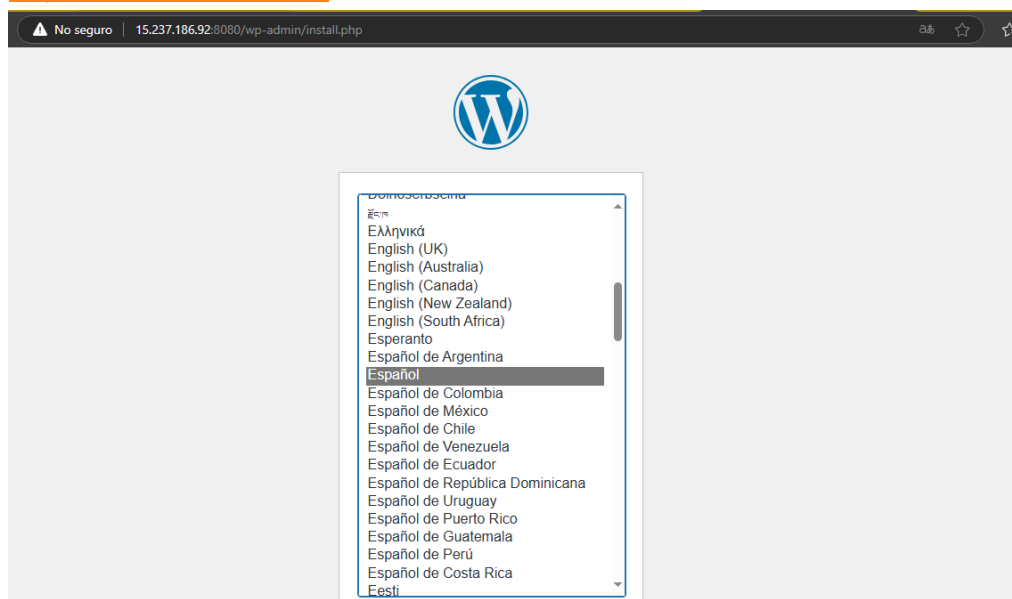 No seguro | 15.237.186.92:8080/wp-admin/install.php
རྫོང་ཁ
Ελληνικά
English (UK)
English (Australia)
English (Canada)
English (New Zealand)
English (South Africa)
Esperanto
Español de Argentina
Español
Español de Colombia
Español de México
Español de Chile
Español de Venezuela
Español de Ecuador
Español de República Dominicana
Español de Uruguay
Español de Puerto Rico
Español de Guatemala
Español de Perú
Español de Costa Rica
Eesti